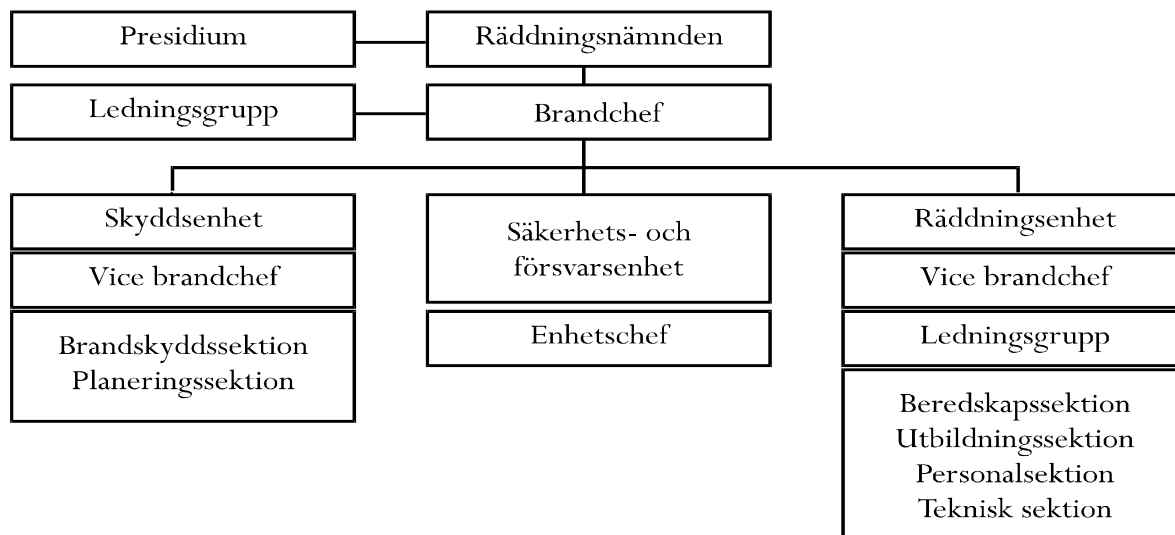 Presidium
Räddningsnämnden
Ledningsgrupp
Brandchef
Skyddsenhet
Vice brandchef
Brandskyddssektion
Planeringssektion
Säkerhets- och
försvarsenhet
Enhetschef
Räddningsenhet
Vice brandchef
Ledningsgrupp
Beredskapssektion
Utbildningssektion
Personalsektion
Teknisk sektion